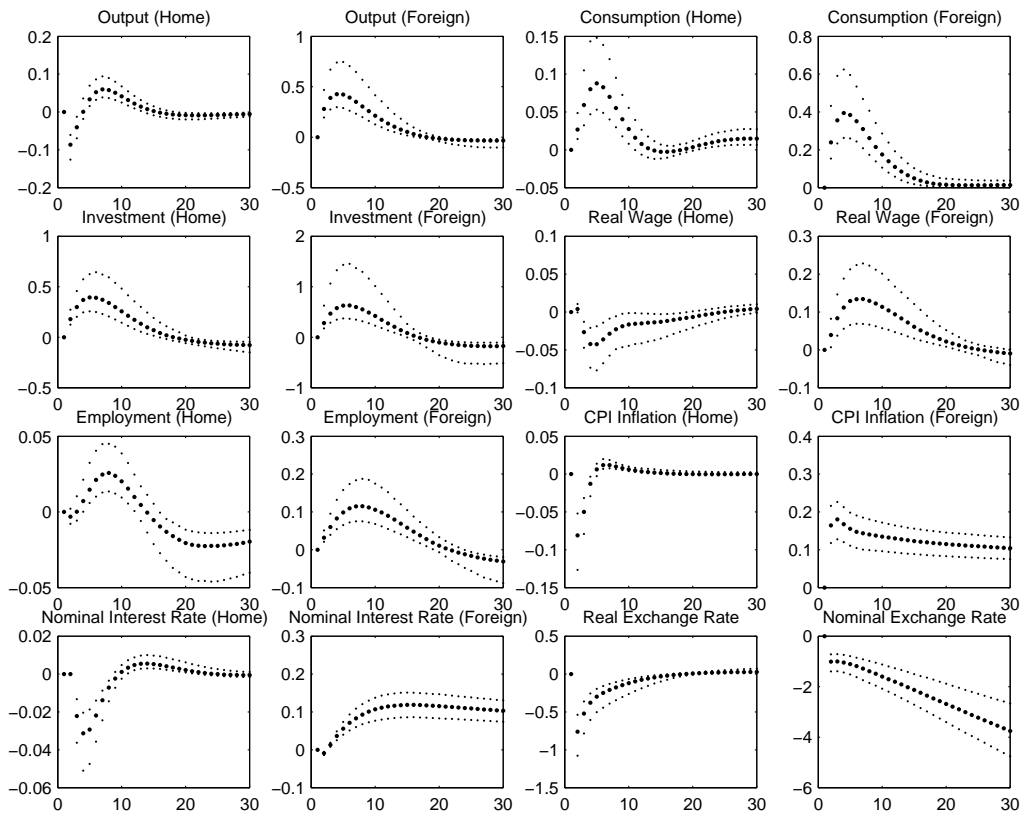 Output (Home)
0.2
0.1
0
−0.1
−0.2
0 10 20 30
Output (Foreign)
1
0.5
0
−0.5
0 10 20 30
Consumption (Home)
0.15
0.1
0.05
0
−0.05
0 10 20 30
Consumption (Foreign)
0.8
0.6
0.4
0.2
0
0 10 20 30
Investment (Home)
1
0.5
0
−0.5
0 10 20 30
Investment (Foreign)
2
1
0
−1
0 10 20 30
Real Wage (Home)
0.1
0.05
0
−0.05
−0.1
0 10 20 30
Real Wage (Foreign)
0.3
0.2
0.1
0
−0.1
0 10 20 30
Employment (Home)
0.05
0
−0.05
0 10 20 30
Employment (Foreign)
0.3
0.2
0.1
0
−0.1
0 10 20 30
CPI Inflation (Home)
0.05
0
−0.05
−0.1
−0.15
0 10 20 30
CPI Inflation (Foreign)
0.4
0.3
0.2
0.1
0
0 10 20 30
Nominal Interest Rate (Home)
0.02
0
−0.02
−0.04
−0.06
0 10 20 30
Nominal Interest Rate (Foreign)
0.3
0.2
0.1
0
−0.1
0 10 20 30
Real Exchange Rate
0.5
0
−0.5
−1
−1.5
0 10 20 30
Nominal Exchange Rate
0
−2
−4
−6
0 10 20 30